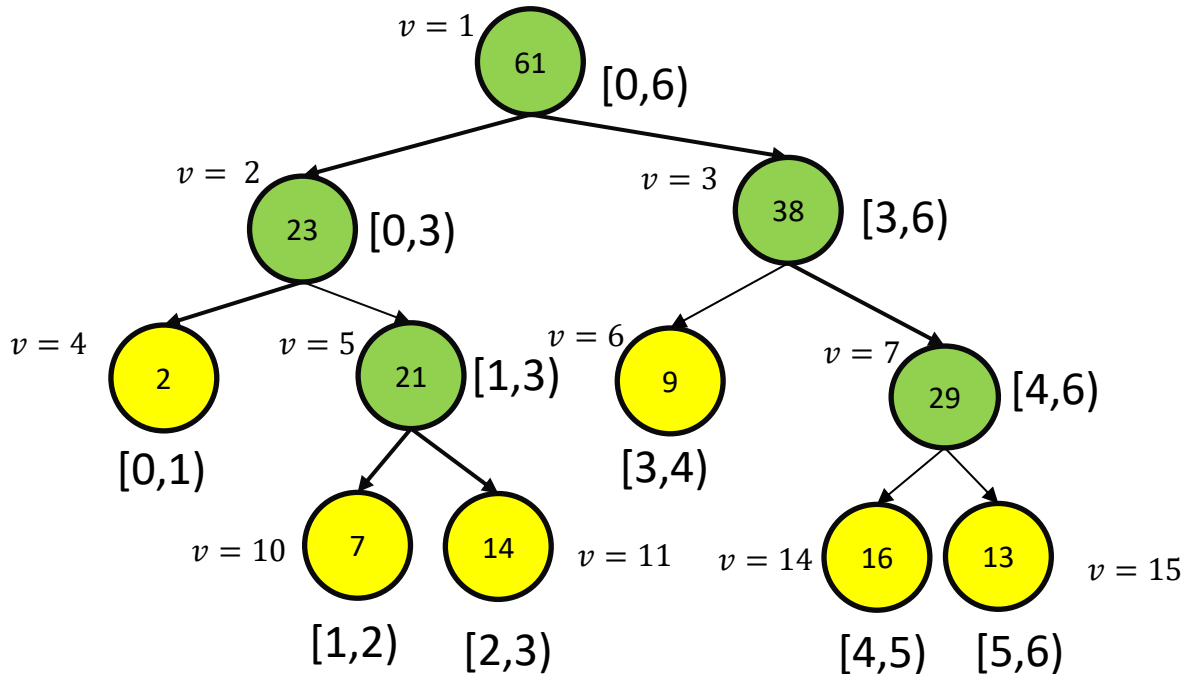 v = 1
61
[0,6)
v = 2
23
[0,3)
v = 3
38
[3,6)
v = 4
2
[0,1)
v = 5
21
[1,3)
v = 6
9
[3,4)
v = 7
29
[4,6)
v = 10
7
[1,2)
14
v = 11
[2,3)
v = 14
16
[4,5)
13
v = 15
[5,6)